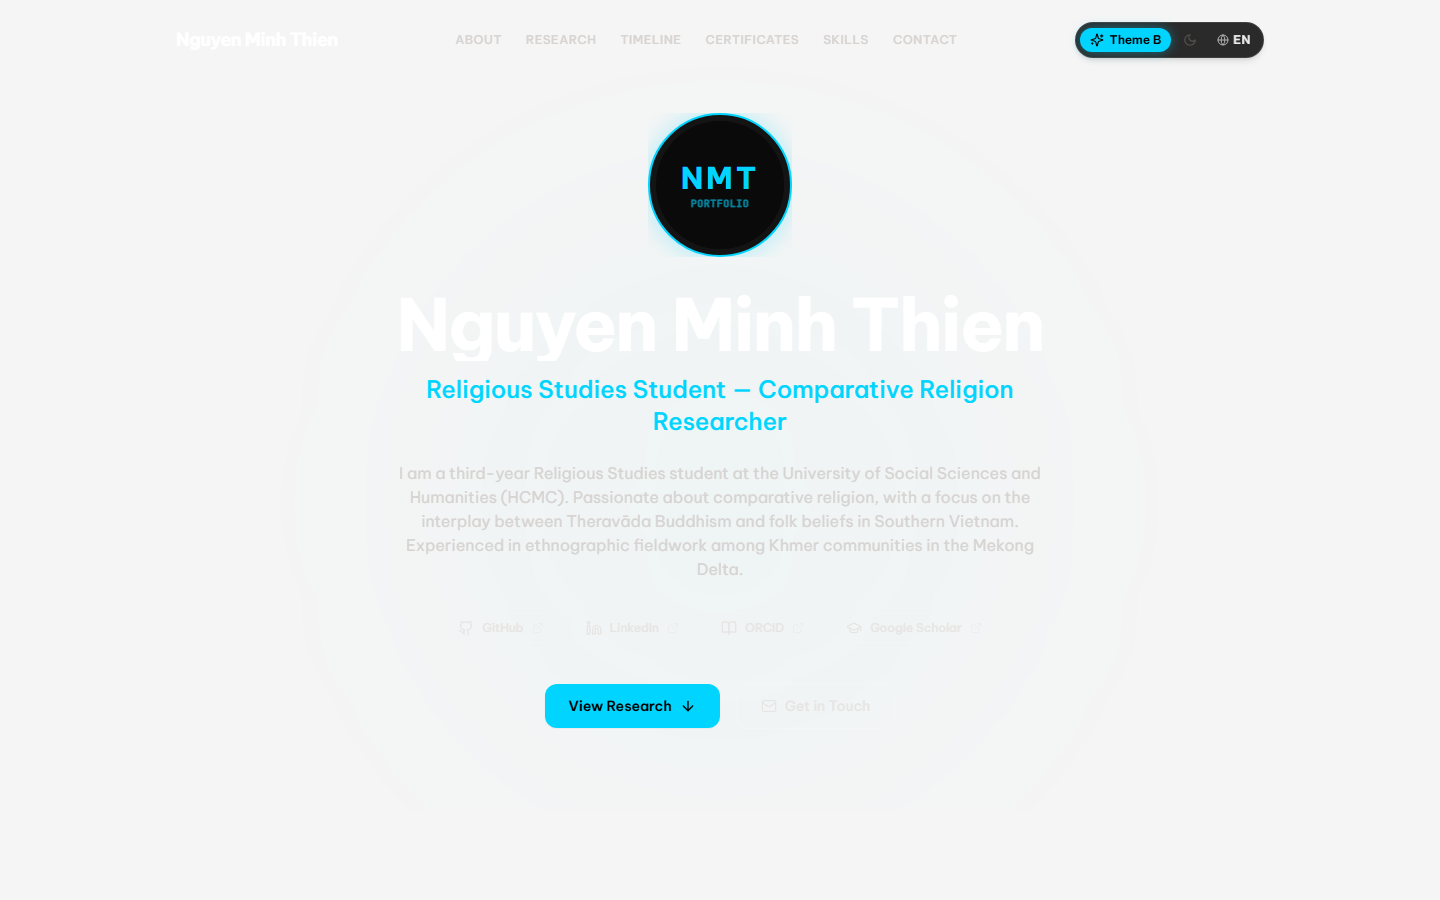 Nguyen Minh Thien
ABOUT RESEARCH TIMELINE CERTIFICATES SKILLS CONTACT
Theme B EN
NMT
PORTFOLIO
Nguyen Minh Thien
Religious Studies Student — Comparative Religion
Researcher
I am a third-year Religious Studies student at the University of Social Sciences and
Humanities (HCMC). Passionate about comparative religion, with a focus on the
interplay between Theravāda Buddhism and folk beliefs in Southern Vietnam.
Experienced in ethnographic fieldwork among Khmer communities in the Mekong
Delta.
GitHub LinkedIn ORCID Google Scholar
View Research Get in Touch